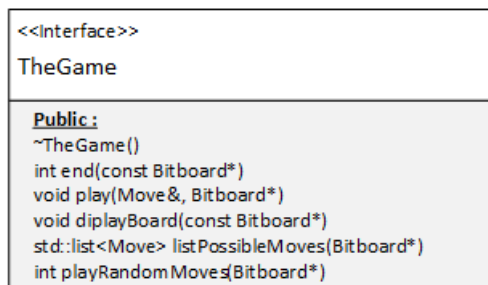 <<Interface>>
TheGame
Public :
~TheGame()
int end(const Bitboard*)
void play(Move&, Bitboard*)
void diplayBoard(const Bitboard*)
std::list<Move> listPossibleMoves(Bitboard*)
int playRandomMoves(Bitboard*)